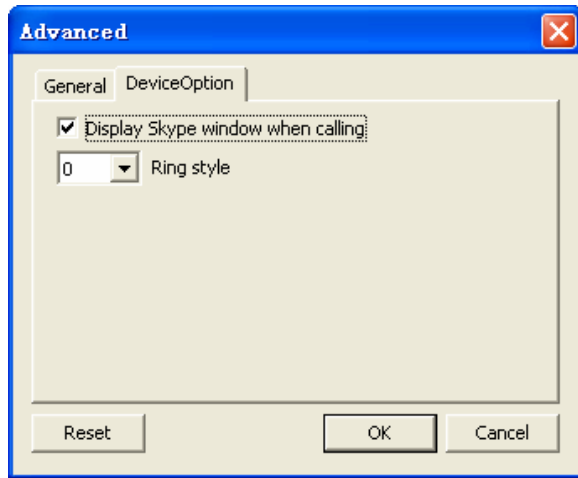 Advanced
General DeviceOption
Display Skype window when calling
0 Ring style
Reset OK Cancel